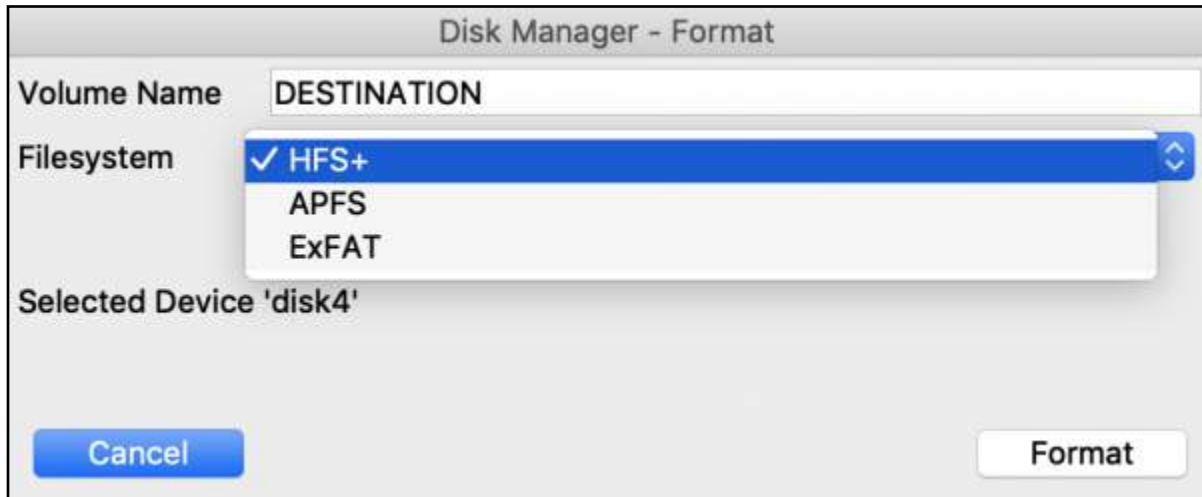 Disk Manager - Format
Volume Name DESTINATION
Filesystem ✓ HFS+
APFS
ExFAT
Selected Device 'disk4'
Cancel Format